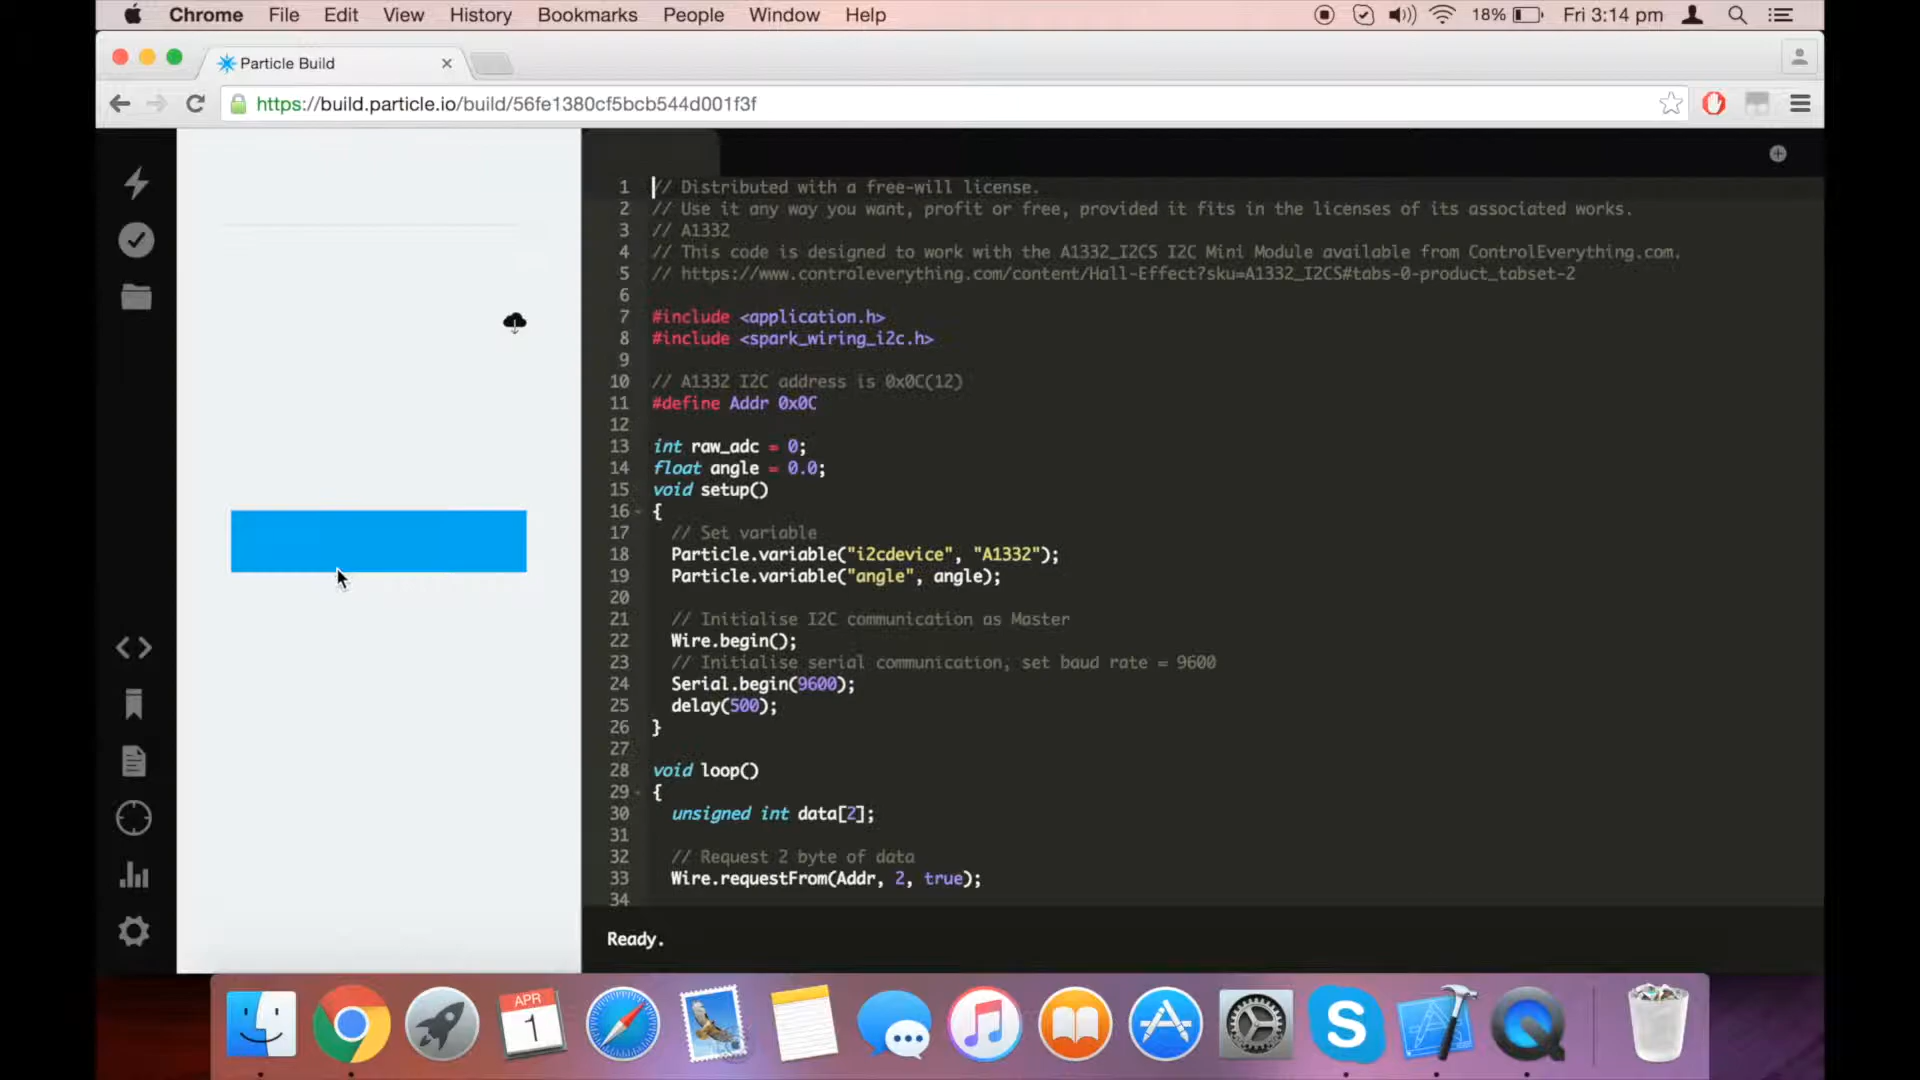 Chrome File Edit View History Bookmarks People Window Help 18% Fri 3:14 pm
Particle Build
https://build.particle.io/build/56fe1380cf5bcb544d001f3f
1 // Distributed with a free-will license.
2 // Use it any way you want, profit or free, provided it fits in the licenses of its associated works.
3 // A1332
4 // This code is designed to work with the A1332_I2CS I2C Mini Module available from ControlEverything.com.
5 // https://www.controleverything.com/content/Hall-Effect?sku=A1332_I2CS#tabs-0-product_tabset-2
6
7 #include <application.h>
8 #include <spark_wiring_i2c.h>
9
10 // A1332 I2C address is 0x0C(12)
11 #define Addr 0x0C
12
13 int raw_adc = 0;
14 float angle = 0.0;
15 void setup()
16 {
17 // Set variable
18 Particle.variable("i2cdevice", "A1332");
19 Particle.variable("angle", angle);
20
21 // Initialise I2C communication as Master
22 Wire.begin();
23 // Initialise serial communication, set baud rate = 9600
24 Serial.begin(9600);
25 delay(500);
26 }
27
28 void loop()
29 {
30 unsigned int data[2];
31
32 // Request 2 byte of data
33 Wire.requestFrom(Addr, 2, true);
34
Ready.
APR
1